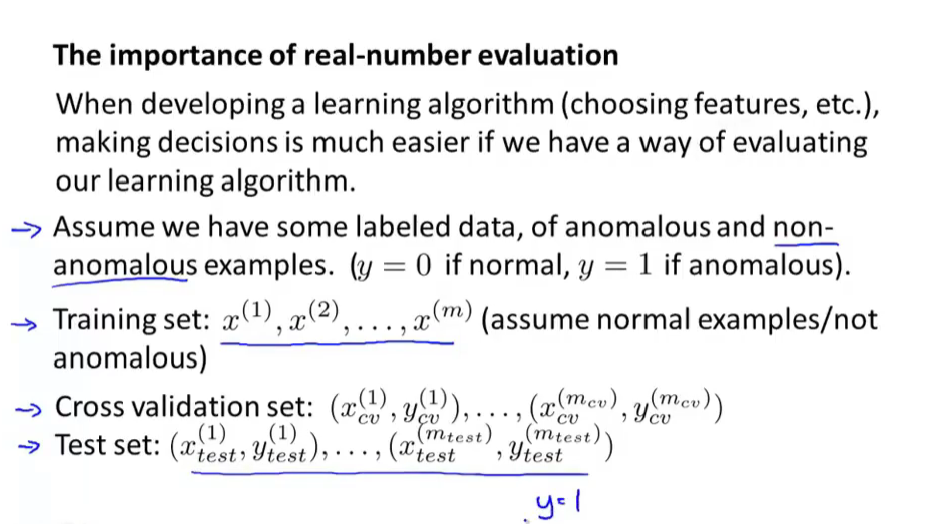 The importance of real-number evaluation
When developing a learning algorithm (choosing features, etc.),
making decisions is much easier if we have a way of evaluating
our learning algorithm.
→ Assume we have some labeled data, of anomalous and non-
anomalous examples. (y = 0 if normal, y = 1 if anomalous).
→ Training set: x^{(1)}, x^{(2)}, . . . , x^{(m)} (assume normal examples/not
anomalous)
→ Cross validation set: (x_{cv}^{(1)}, y_{cv}^{(1)}), . . . , (x_{cv}^{(m_{cv})}, y_{cv}^{(m_{cv})})
→ Test set: (x_{test}^{(1)}, y_{test}^{(1)}), . . . , (x_{test}^{(m_{test})}, y_{test}^{(m_{test})})
y=1